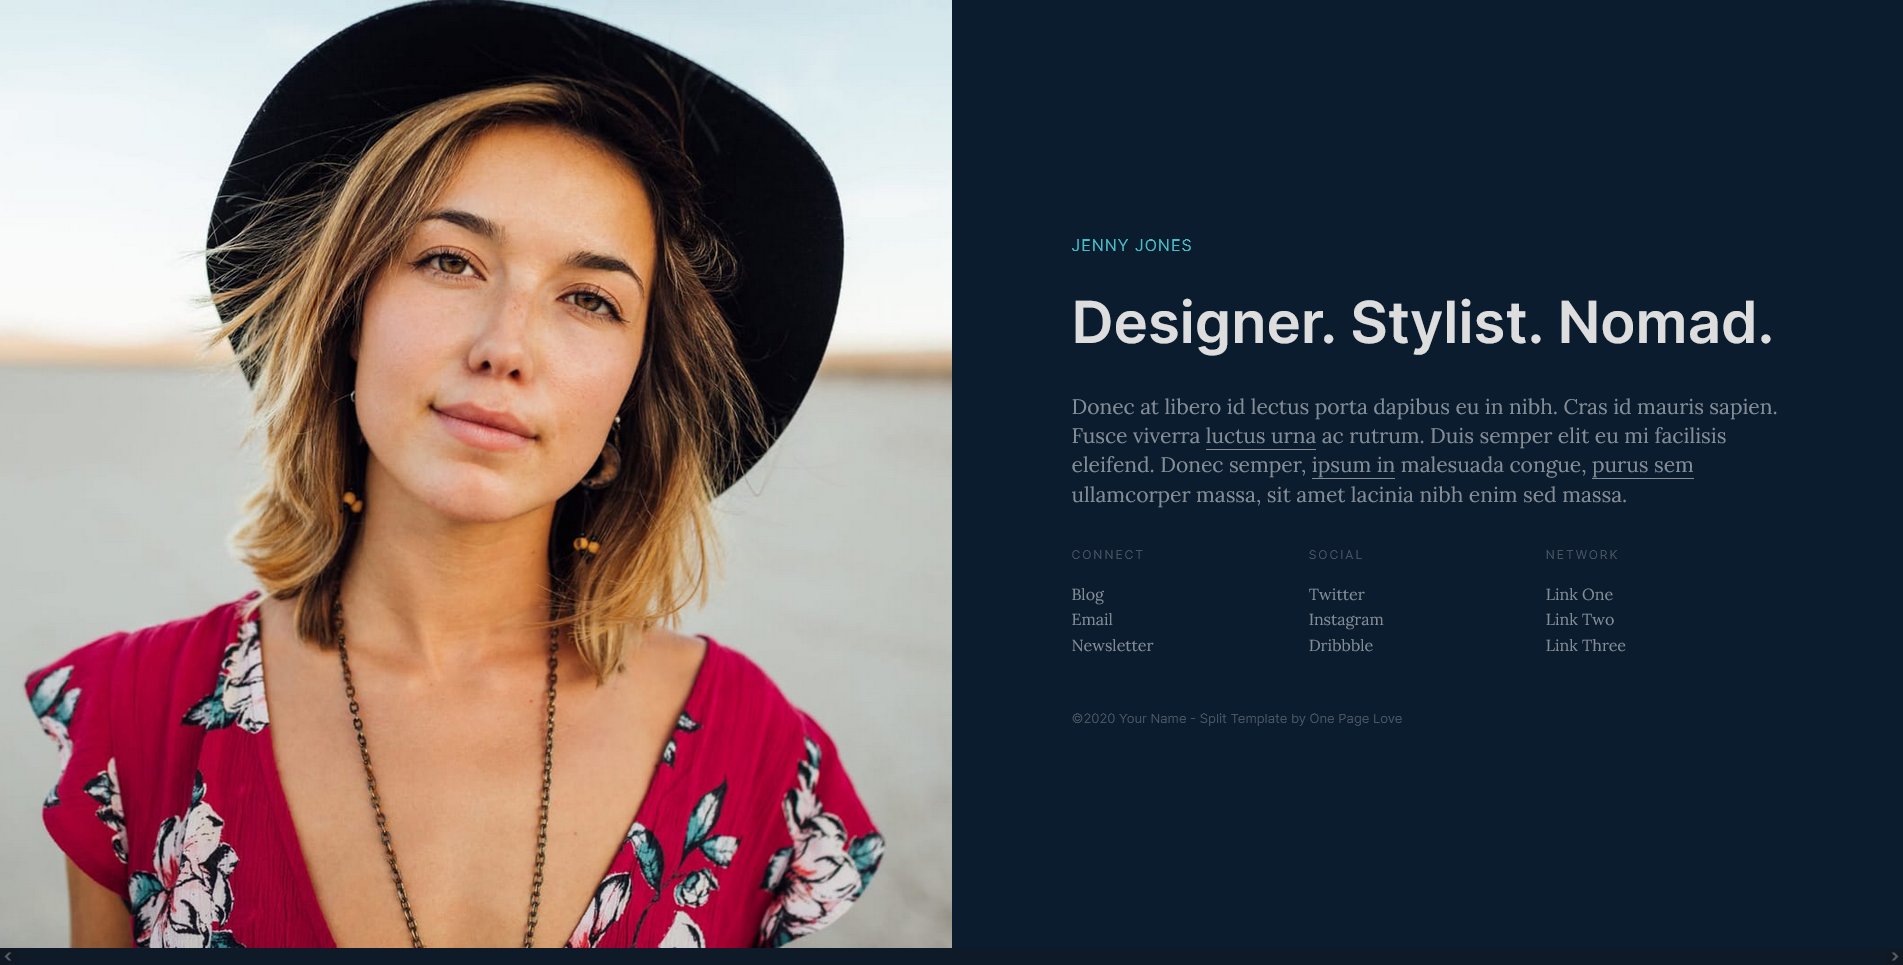 JENNY JONES
Designer. Stylist. Nomad.
Donec at libero id lectus porta dapibus eu in nibh. Cras id mauris sapien.
Fusce viverra luctus urna ac rutrum. Duis semper elit eu mi facilisis
eleifend. Donec semper, ipsum in malesuada congue, purus sem
ullamcorper massa, sit amet lacinia nibh enim sed massa.
CONNECT
Blog
Email
Newsletter
SOCIAL
Twitter
Instagram
Dribbble
NETWORK
Link One
Link Two
Link Three
©2020 Your Name - Split Template by One Page Love